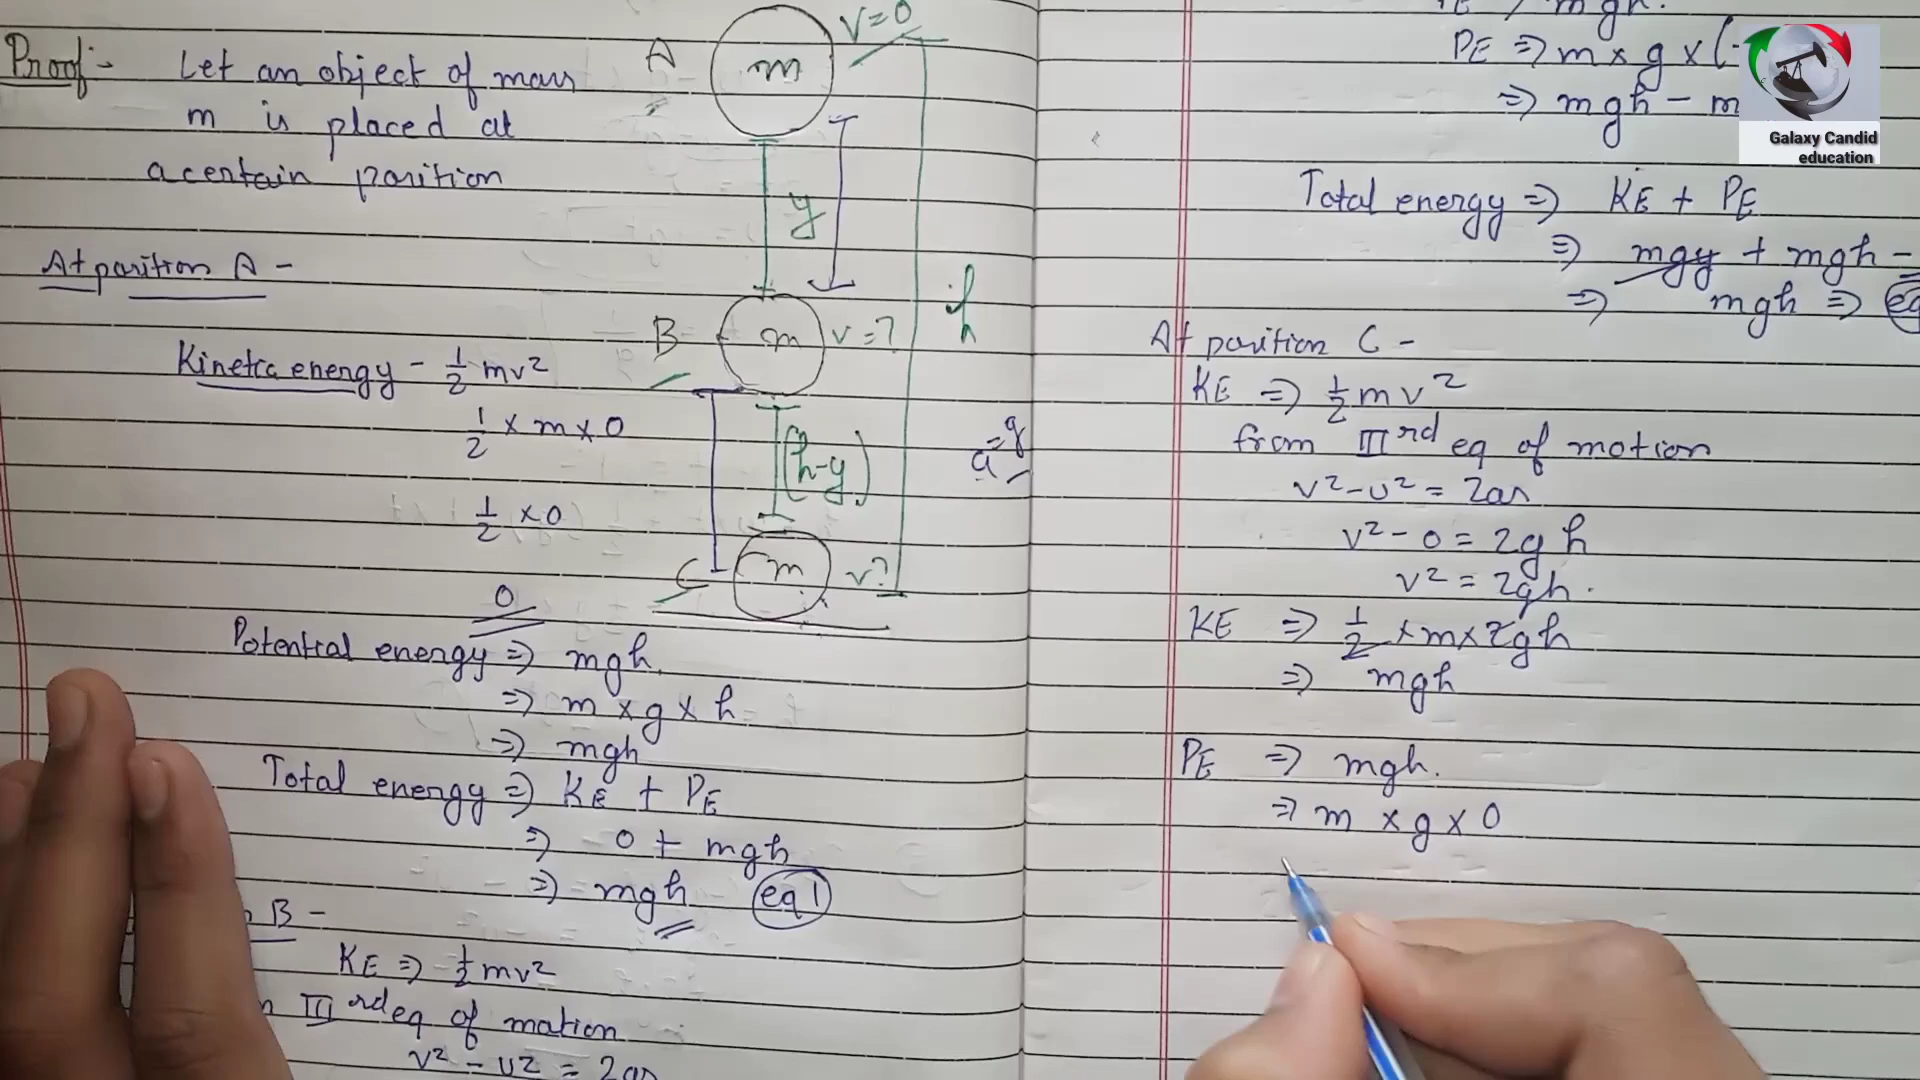 Proof:- Let an object of mass
m is placed at
a certain position
A
m
V=0
y
h
B
m
v=?
(h-y)
a=g
C
m
v?
At position A -
Kinetic energy - 1/2 mv²
1/2 × m × 0
1/2 × 0
0
Potential energy ⇒ mgh
⇒ m × g × h
⇒ mgh
Total energy ⇒ KE + PE
⇒ 0 + mgh
⇒ mgh eq 1
B -
KE ⇒ 1/2 mv²
IIIrd eq of motion
v² - u² = 2as
mgh.
PE ⇒ m × g × (
⇒ mgh - m
Total energy ⇒ KE + PE
⇒ mgy + mgh -
⇒ mgh ⇒ eq
At position C -
KE ⇒ 1/2 mv²
from IIIrd eq of motion
v² - u² = 2as
v² - 0 = 2gh
v² = 2gh.
KE ⇒ 1/2 × m × 2gh
⇒ mgh
PE ⇒ mgh.
⇒ m × g × 0
Galaxy Candid
education